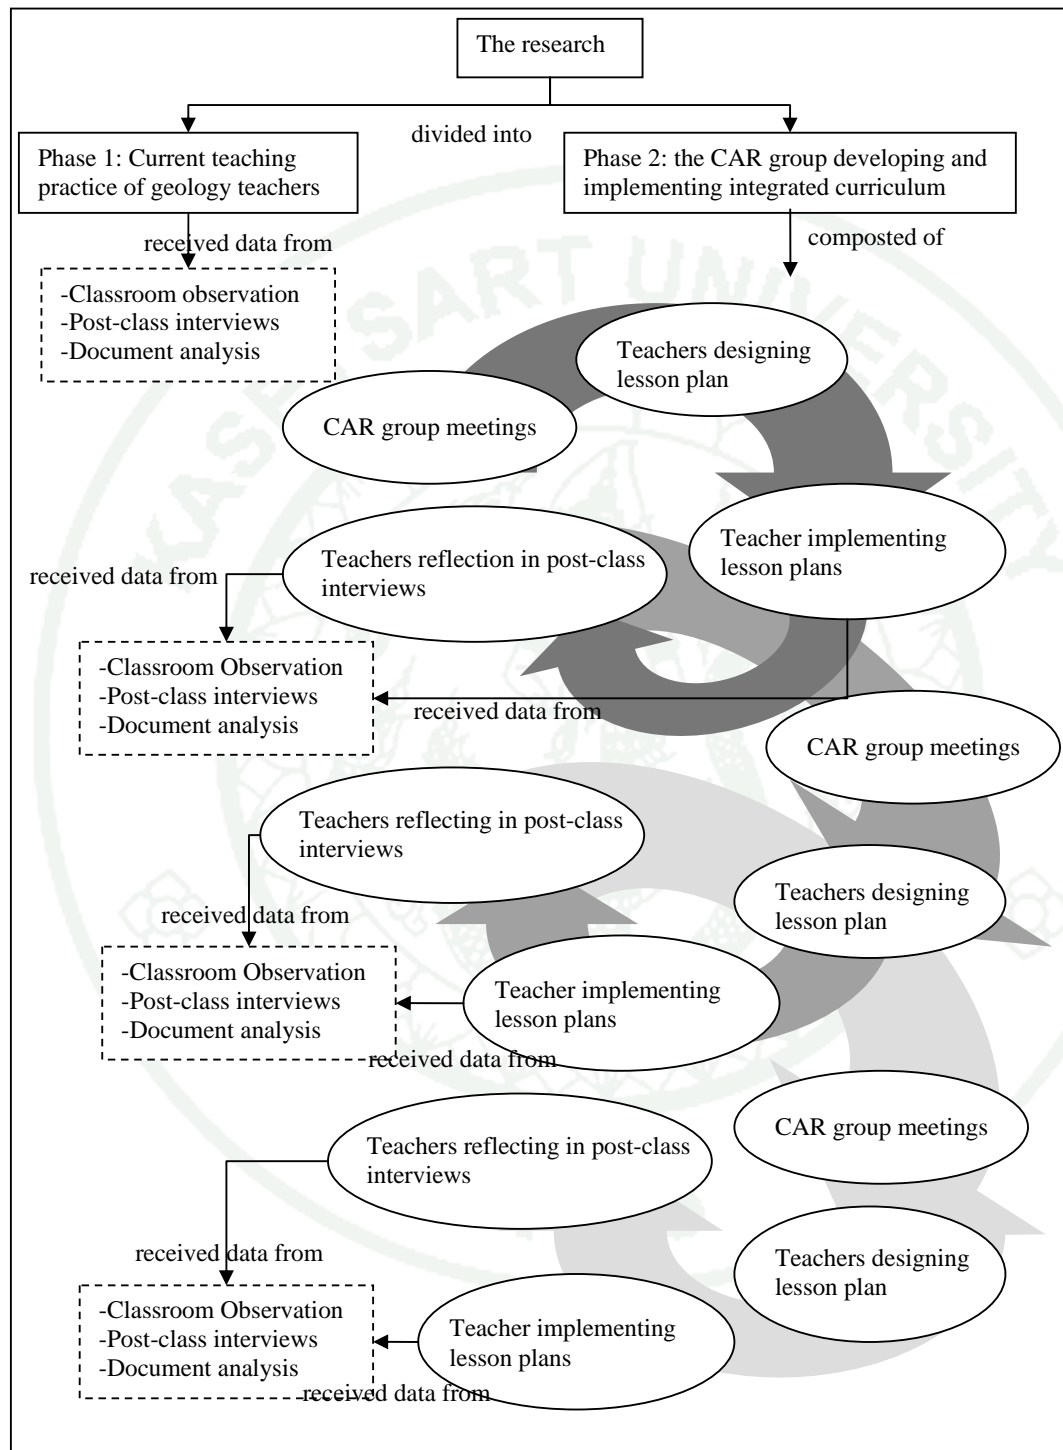 The research
divided into
Phase 1: Current teaching
practice of geology teachers
Phase 2: the CAR group developing and
implementing integrated curriculum
received data from
composted of
-Classroom observation
-Post-class interviews
-Document analysis
KASETSART UNIVERSITY
Teachers designing
lesson plan
CAR group meetings
Teacher implementing
lesson plans
Teachers reflection in post-class
interviews
received data from
-Classroom Observation
-Post-class interviews
-Document analysis
received data from
CAR group meetings
Teachers reflecting in post-class
interviews
Teachers designing
lesson plan
received data from
-Classroom Observation
-Post-class interviews
-Document analysis
Teacher implementing
lesson plans
received data from
CAR group meetings
Teachers reflecting in post-class
interviews
received data from
Teachers designing
lesson plan
-Classroom Observation
-Post-class interviews
-Document analysis
Teacher implementing
lesson plans
received data from